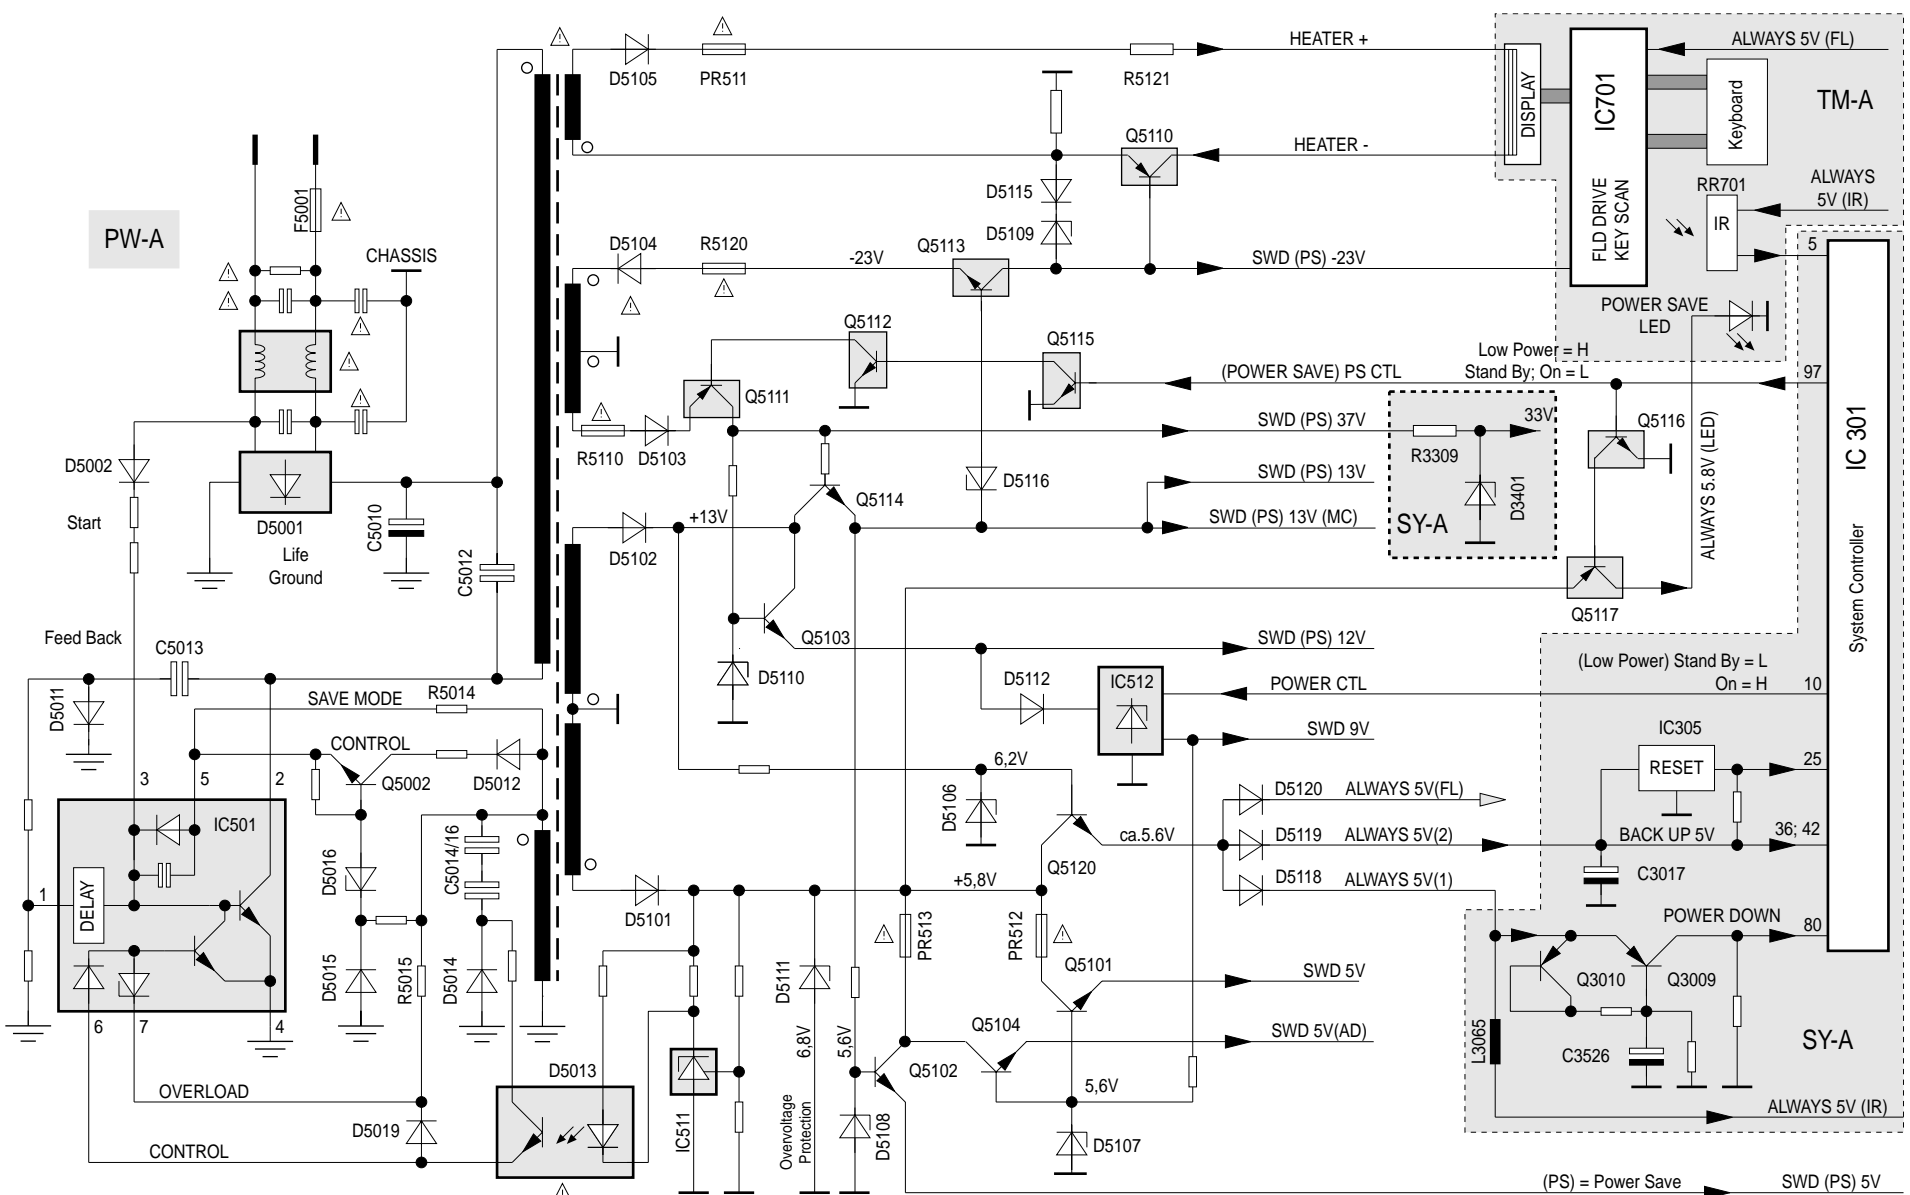 D5105
PR511
R5121
HEATER +
ALWAYS 5V (FL)
TM-A
DISPLAY
IC701
FLD DRIVE
KEY SCAN
Keyboard
Q5110
HEATER -
D5115
D5109
RR701
IR
ALWAYS
5V (IR)
PW-A
F5001
CHASSIS
D5104
R5120
-23V
Q5113
SWD (PS) -23V
5
POWER SAVE
LED
Q5112
Q5115
Low Power = H
Stand By; On = L
(POWER SAVE) PS CTL
97
Q5111
SWD (PS) 37V
33V
Q5116
R5110
D5103
R3309
D3401
SY-A
ALWAYS 5.8V (LED)
IC 301
System Controller
D5002
Start
D5001
Life
Ground
C5010
C5012
SWD (PS) 13V
D5116
Q5114
+13V
SWD (PS) 13V (MC)
D5102
Q5117
Feed Back
C5013
Q5103
SWD (PS) 12V
D5110
D5112
IC512
POWER CTL
(Low Power) Stand By = L
On = H
10
D5011
SAVE MODE
R5014
CONTROL
Q5002
D5012
SWD 9V
IC305
RESET
25
6,2V
D5106
D5120
ALWAYS 5V(FL)
3
5
2
IC501
DELAY
1
6
7
4
D5016
C5014/16
Q5120
ca.5.6V
D5119
ALWAYS 5V(2)
BACK UP 5V
36; 42
C3017
D5118
ALWAYS 5V(1)
D5101
+5,8V
PR513
PR512
POWER DOWN
80
D5015
R5015
D5014
D5111
Q5101
SWD 5V
Q3010
Q3009
6,8V
5,6V
Q5104
SWD 5V(AD)
Q5102
L3065
C3526
SY-A
D5013
OVERLOAD
5,6V
D5019
IC511
Overvoltage
Protection
D5108
D5107
ALWAYS 5V (IR)
CONTROL
(PS) = Power Save
SWD (PS) 5V